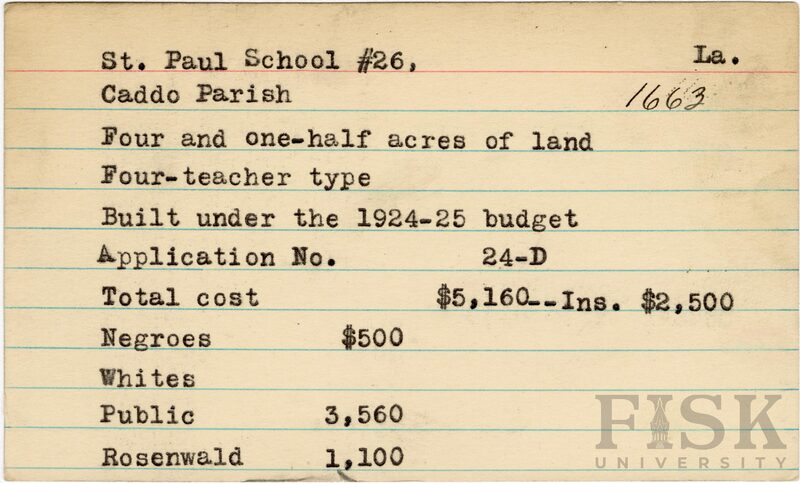 St. Paul School #26, La.
Caddo Parish 1663
Four and one-half acres of land
Four-teacher type
Built under the 1924-25 budget
Application No. 24-D
Total cost $5,160--Ins. $2,500
Negroes $500
Whites
Public 3,560
Rosenwald 1,100
FISK
UNIVERSITY